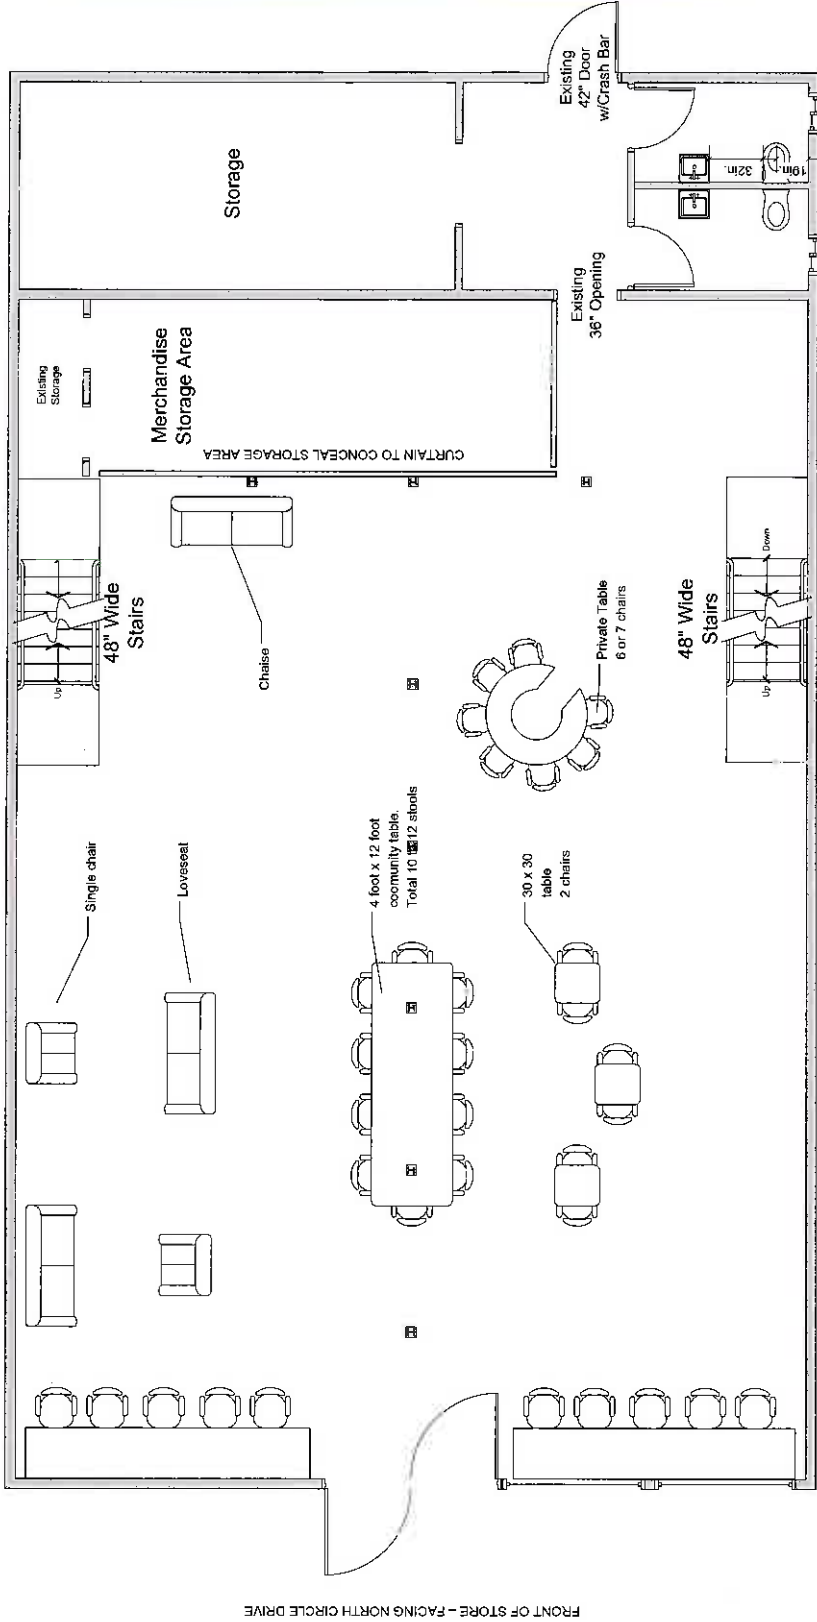 Existing
42" Door
w/Crash Bar
Storage
32in.
19in.
Existing
36" Opening
Existing
Storage
Merchandise
Storage Area
CURTAIN TO CONCEAL STORAGE AREA
Up
48" Wide
Stairs
Chaise
Private Table
6 or 7 chairs
48" Wide
Stairs
Down
Up
Single chair
Loveseat
4 foot x 12 foot
coomunity table.
Total 10 12 stools
30 x 30
table
2 chairs
FRONT OF STORE - FACING NORTH CIRCLE DRIVE